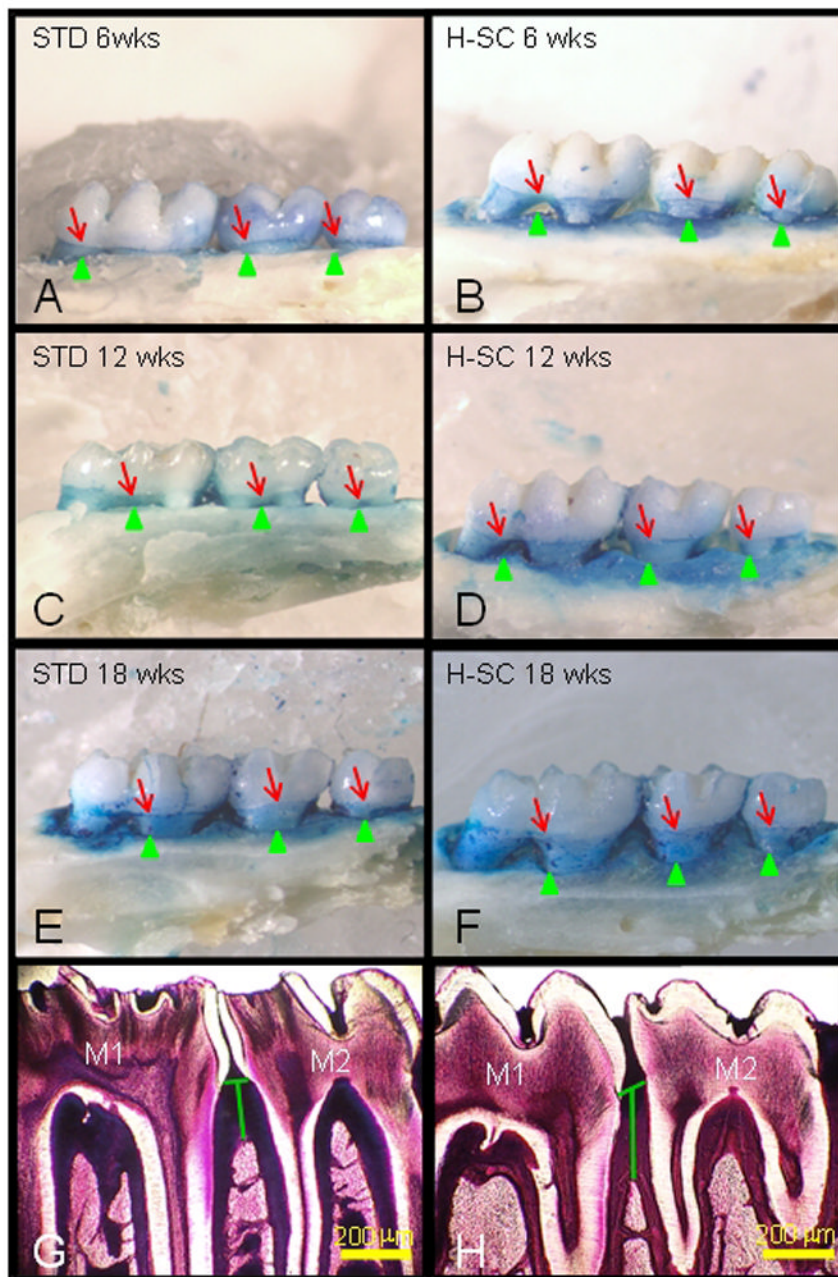 STD 6wks
A
H-SC 6 wks
B
STD 12 wks
C
H-SC 12 wks
D
STD 18 wks
E
H-SC 18 wks
F
M1
M2
200 µm
G
M1
M2
200 µm
H